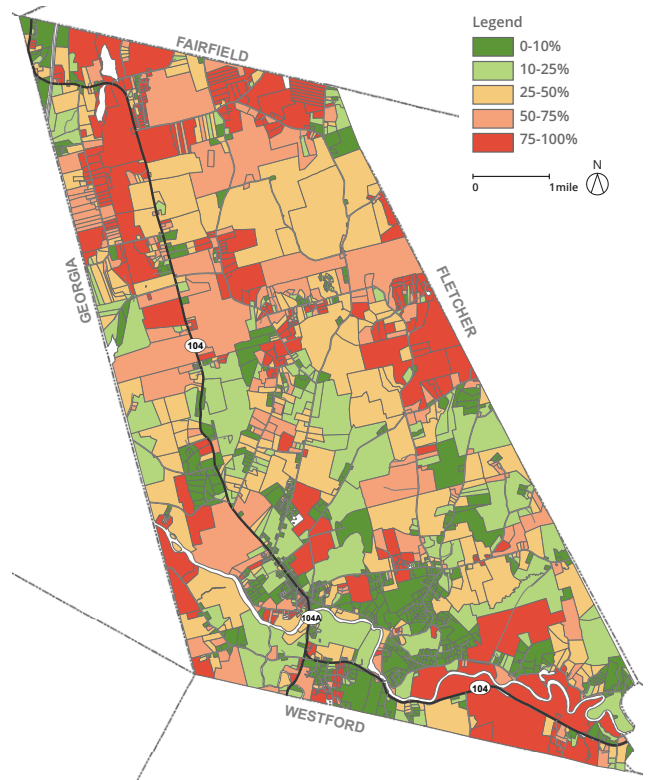 Legend
0-10%
10-25%
25-50%
50-75%
75-100%
N
0 1mile
FAIRFIELD
GEORGIA
FLETCHER
104
104A
104
WESTFORD